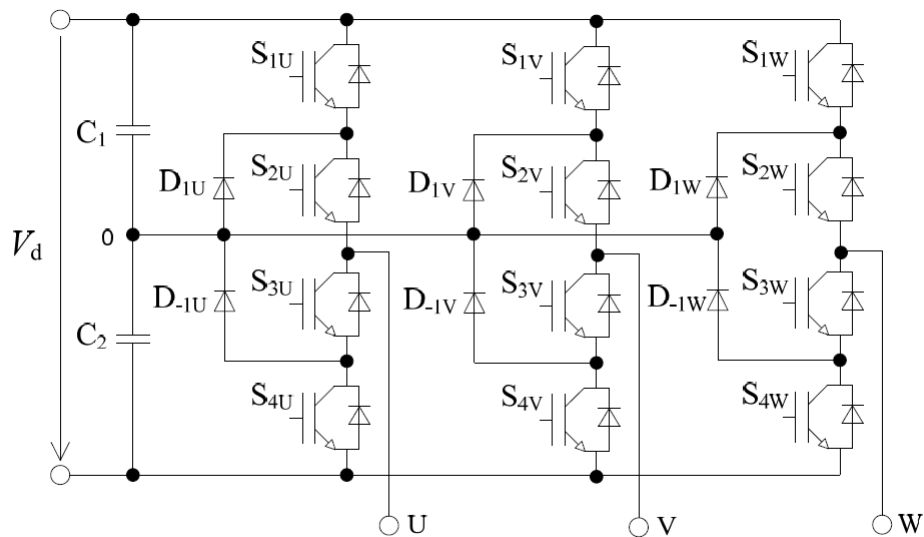 S1U
S1V
S1W
C1
D1U
S2U
D1V
S2V
D1W
S2W
Vd
0
D-1U
S3U
D-1V
S3V
D-1W
S3W
C2
S4U
S4V
S4W
U
V
W